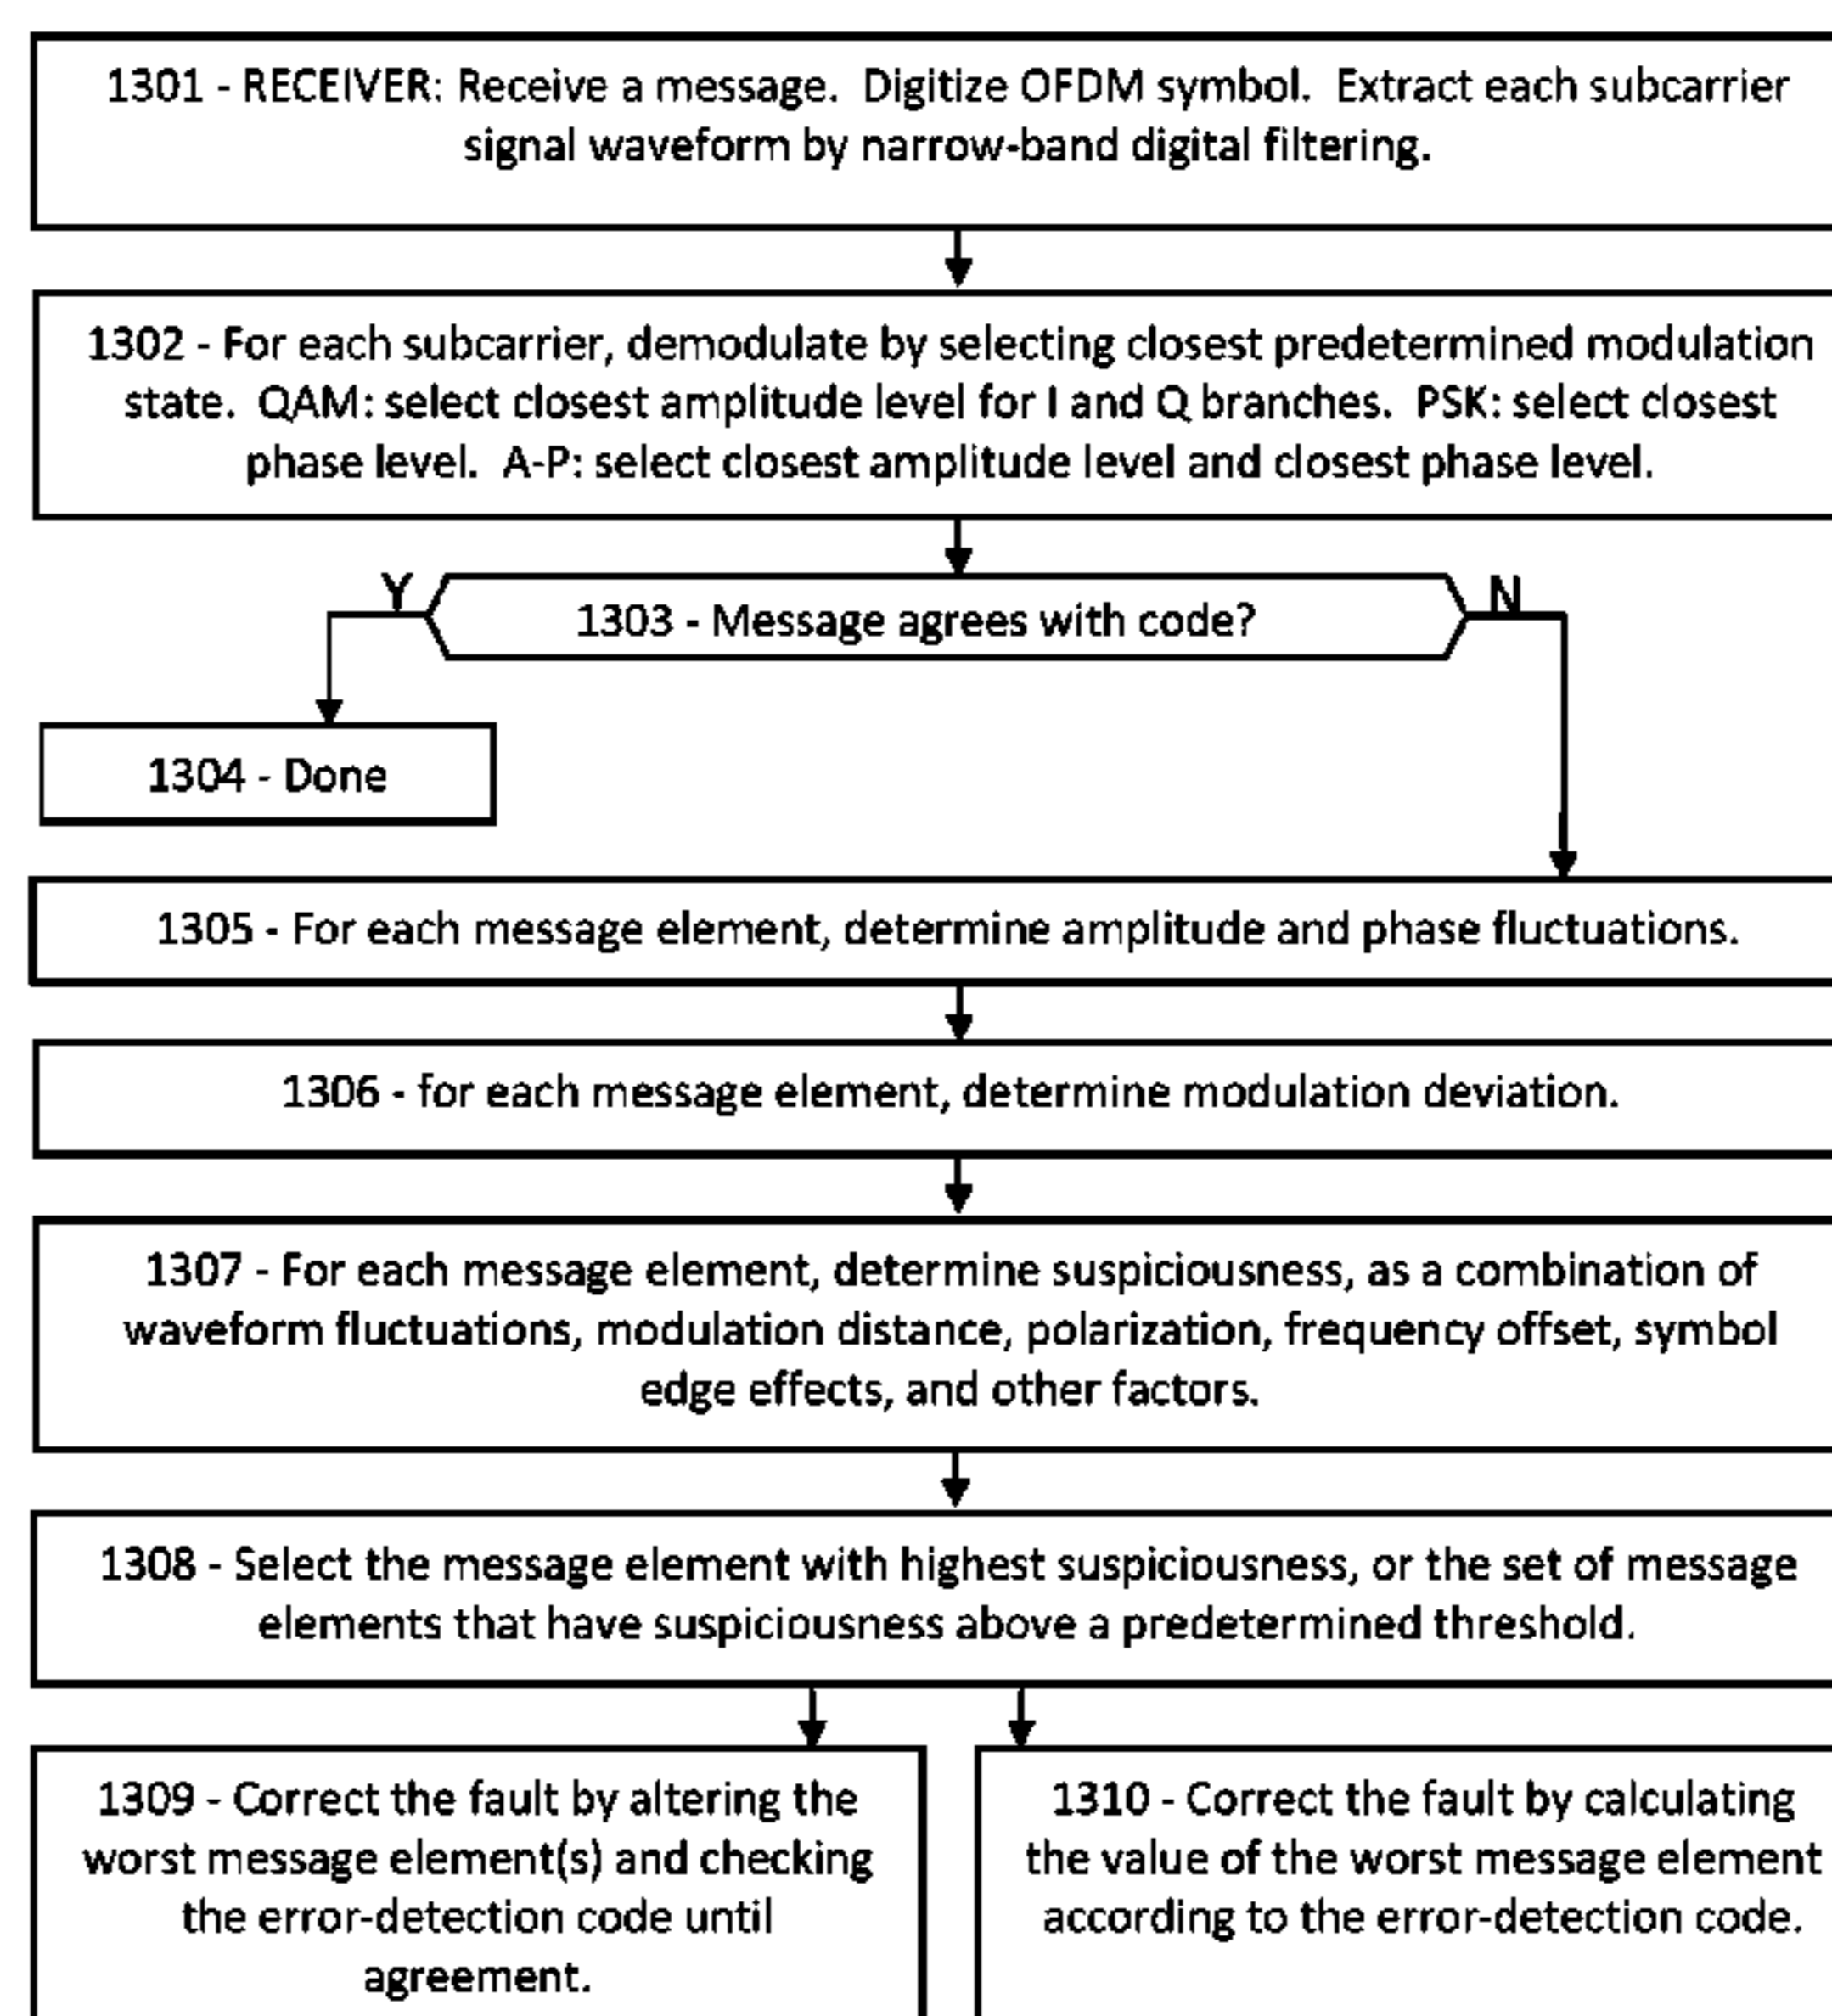 1301 - RECEIVER: Receive a message.  Digitize OFDM symbol.  Extract each subcarrier
signal waveform by narrow-band digital filtering.
1302 - For each subcarrier, demodulate by selecting closest predetermined modulation
state.  QAM: select closest amplitude level for I and Q branches.  PSK: select closest
phase level.  A-P: select closest amplitude level and closest phase level.
Y
1303 - Message agrees with code?
N
1304 - Done
1305 - For each message element, determine amplitude and phase fluctuations.
1306 - for each message element, determine modulation deviation.
1307 - For each message element, determine suspiciousness, as a combination of
waveform fluctuations, modulation distance, polarization, frequency offset, symbol
edge effects, and other factors.
1308 - Select the message element with highest suspiciousness, or the set of message
elements that have suspiciousness above a predetermined threshold.
1309 - Correct the fault by altering the
worst message element(s) and checking
the error-detection code until
agreement.
1310 - Correct the fault by calculating
the value of the worst message element
according to the error-detection code.